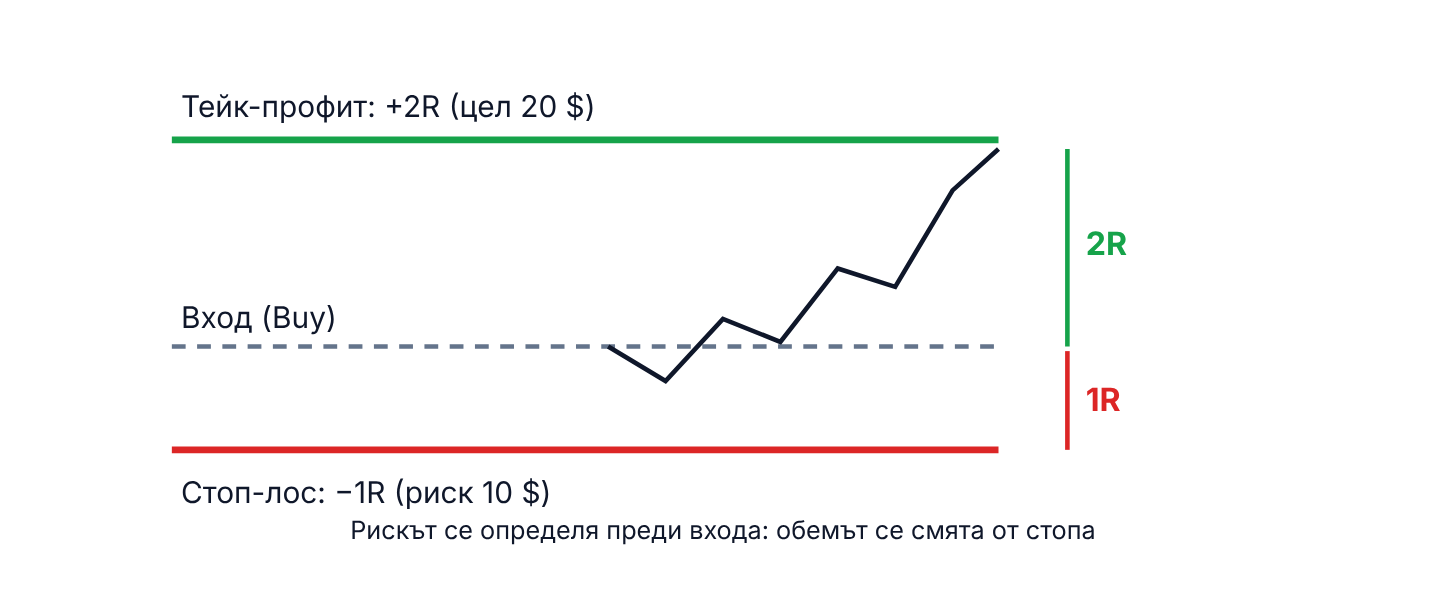 Тейк-профит: +2R (цел 20 $)
2R
Вход (Buy)
1R
Стоп-лос: −1R (риск 10 $)
Рискът се определя преди входа: обемът се смята от стопа